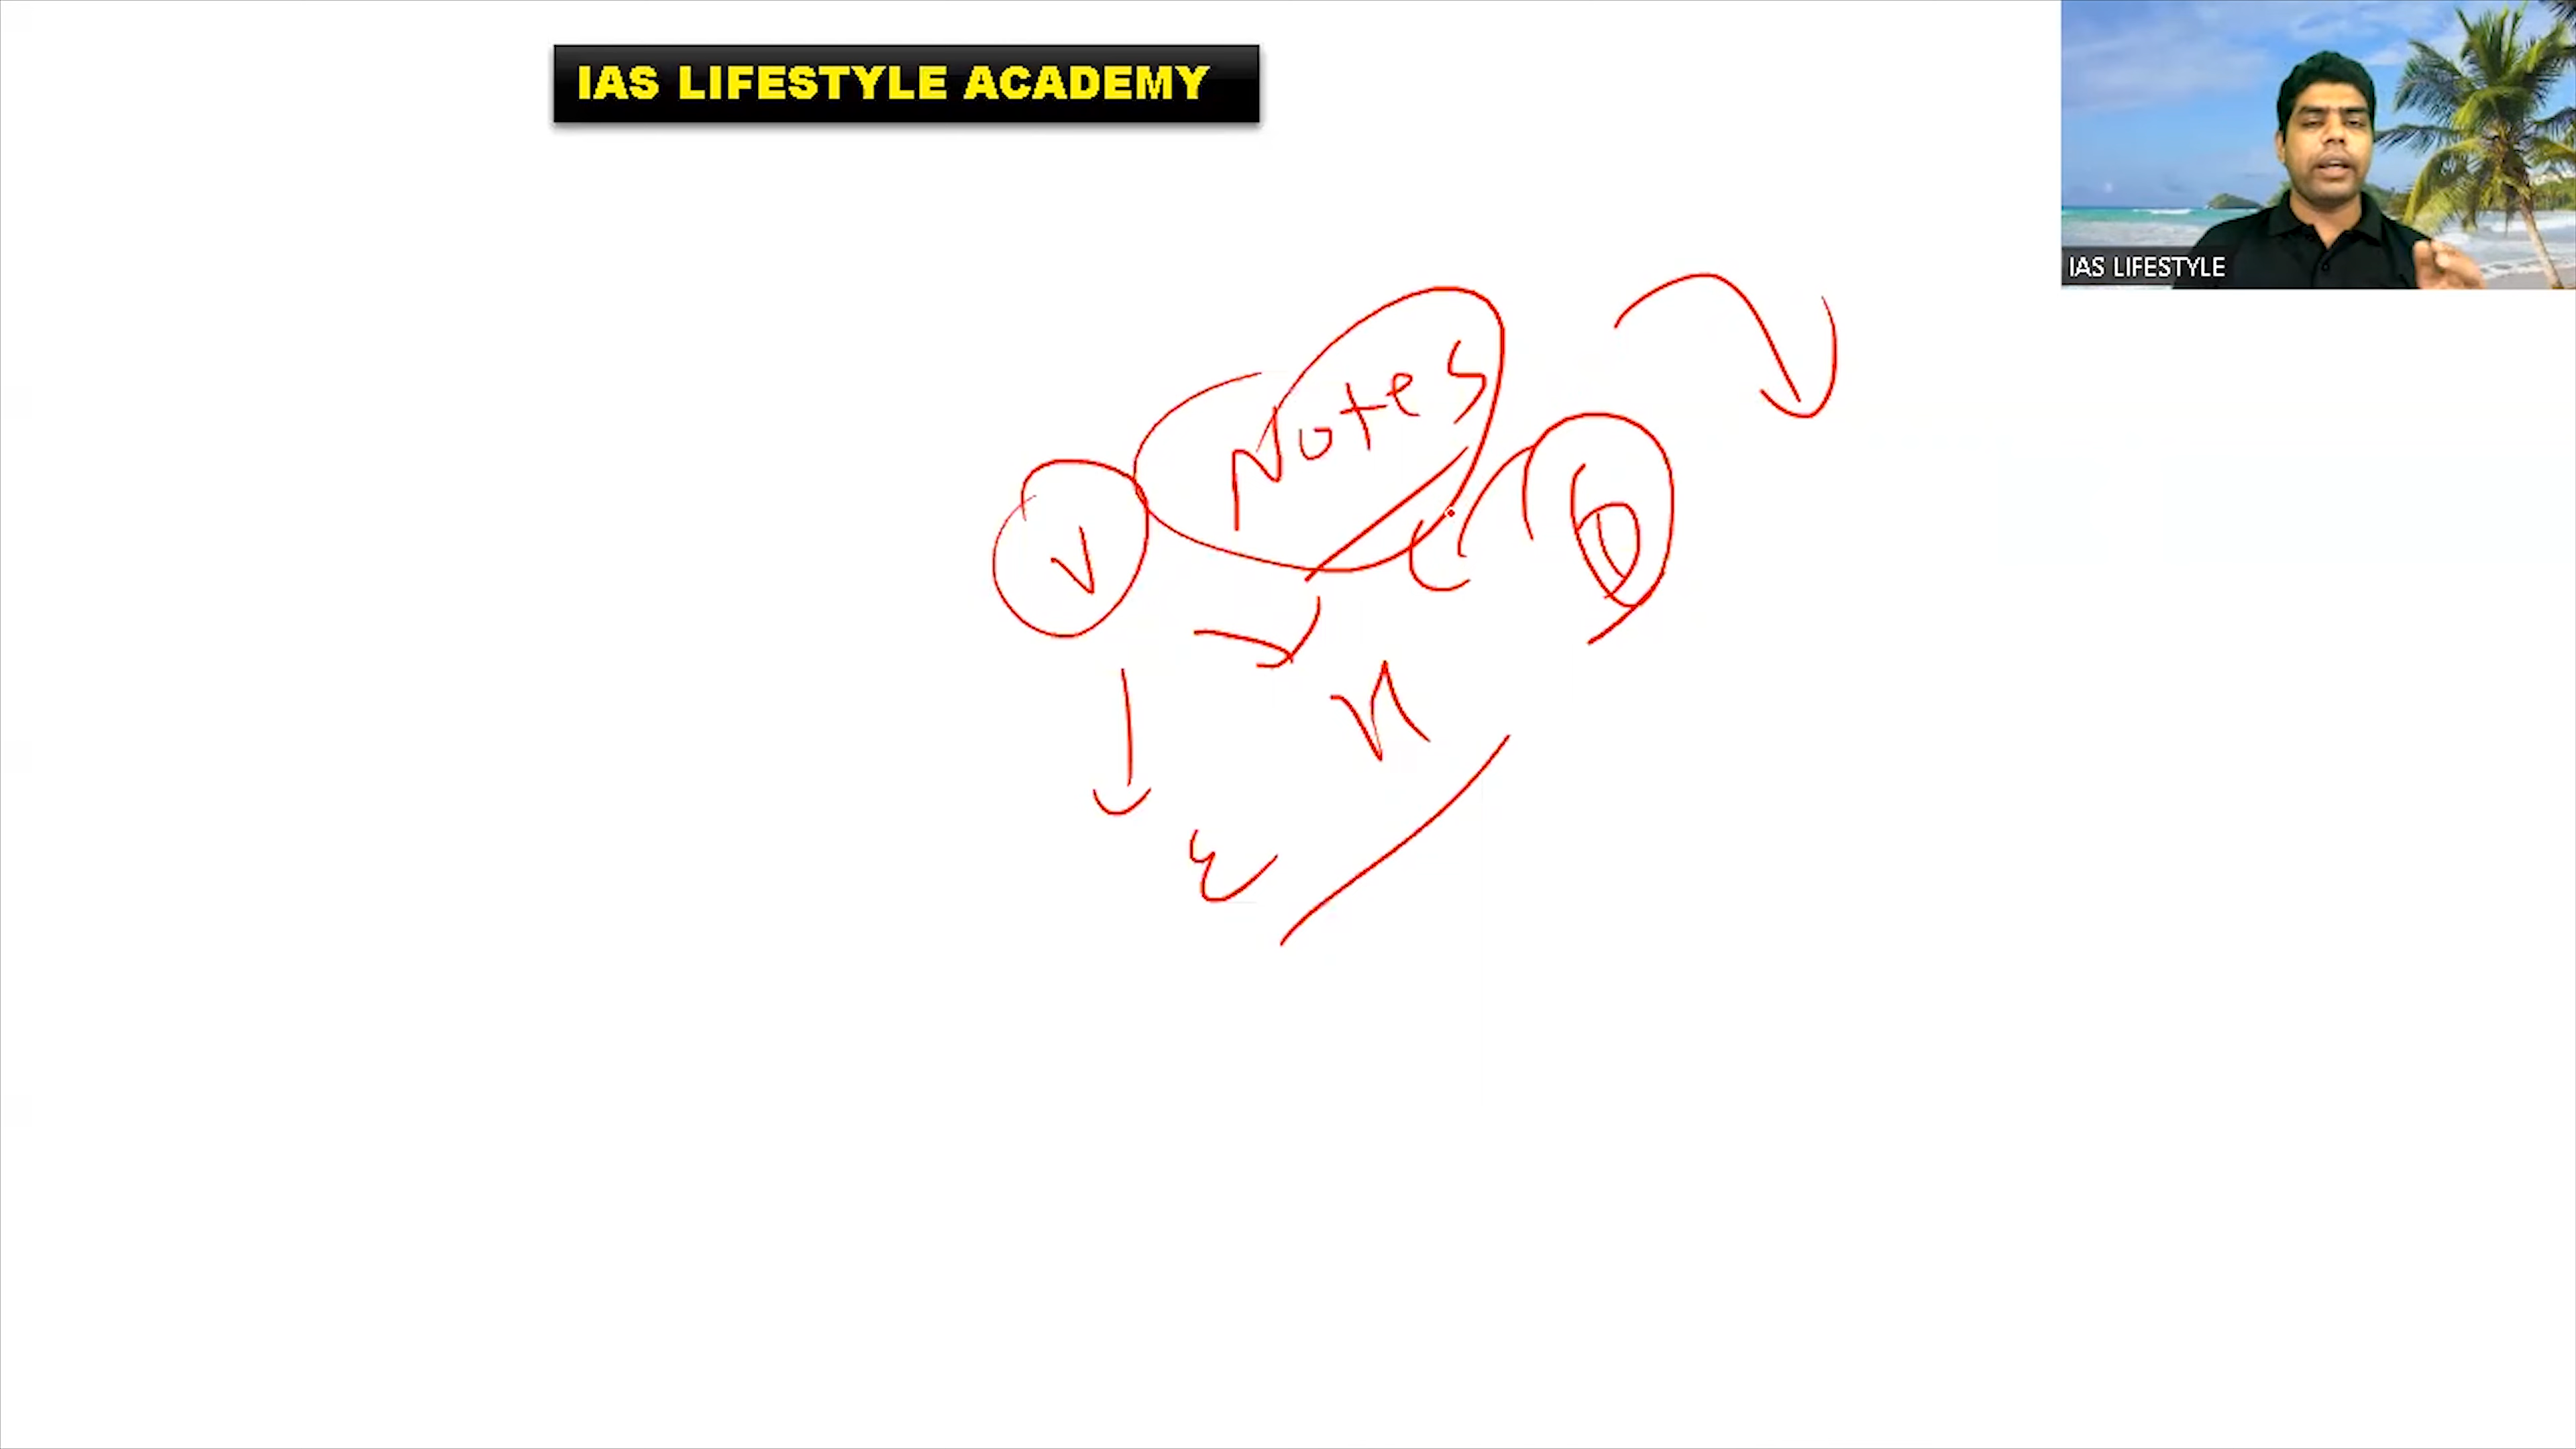 IAS LIFESTYLE ACADEMY
IAS LIFESTYLE
Notes
V
N